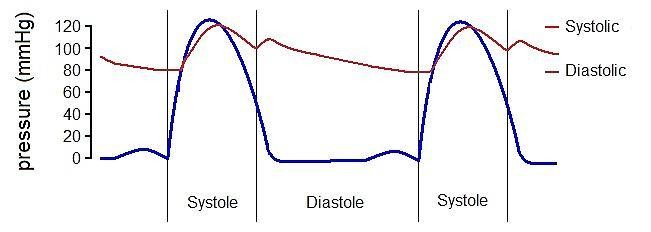 pressure (mmHg)
120
100
80
60
40
20
0
Systolic
Diastolic
Systole
Diastole
Systole